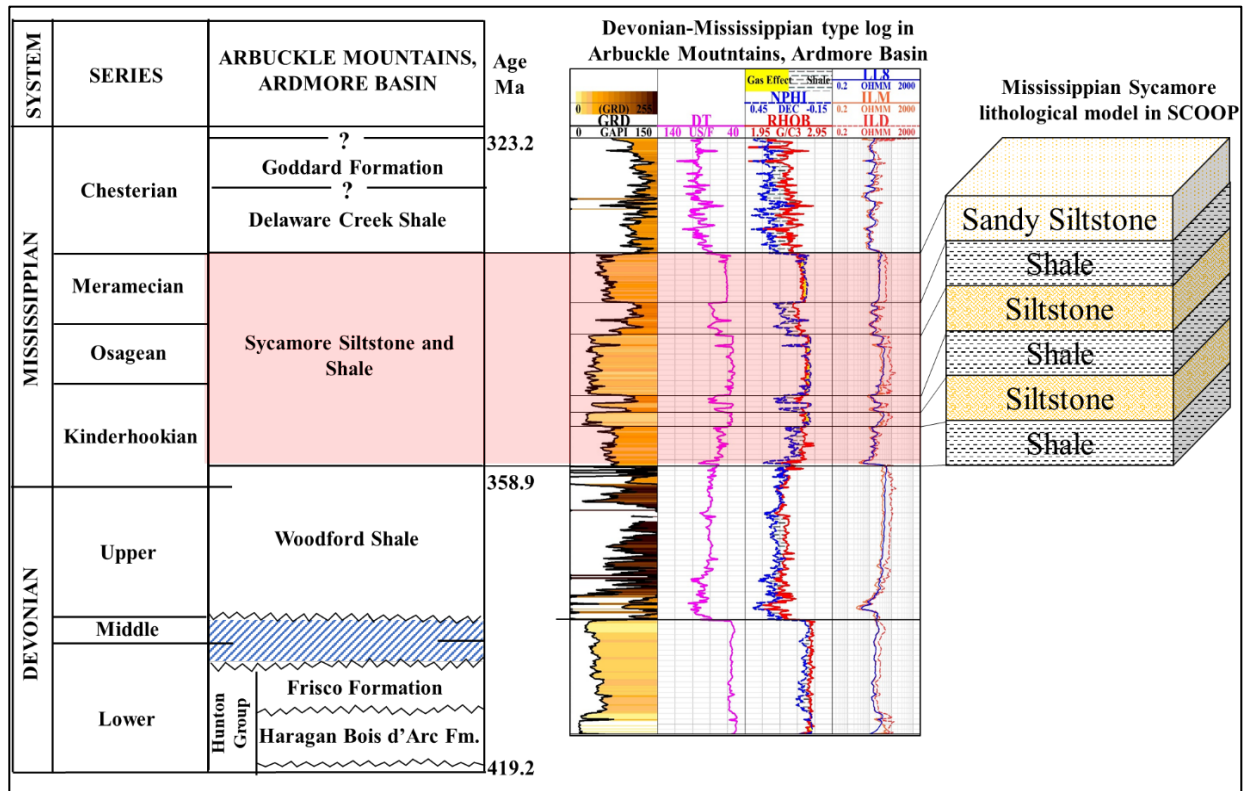 SYSTEM
SERIES
ARBUCKLE MOUNTAINS,
ARDMORE BASIN
Age
Ma
MISSISSIPPIAN
Chesterian
Meramecian
Osagean
Kinderhookian
DEVONIAN
Upper
Middle
Lower
?
Goddard Formation
?
Delaware Creek Shale
Sycamore Siltstone and
Shale
Woodford Shale
Hunton
Group
Frisco Formation
Haragan Bois d'Arc Fm.
323.2
358.9
419.2
Devonian-Mississippian type log in
Arbuckle Moutntains, Ardmore Basin
0 (GRD) 255
GRD
0 GAPI 150
DT
140 US/F 40
Gas Effect Shale
NPHI
0.45 DEC -0.15
RHOB
1.95 G/C3 2.95
LL8
0.2 OHMM 2000
ILM
0.2 OHMM 2000
ILD
0.2 OHMM 2000
Mississippian Sycamore
lithological model in SCOOP
Sandy Siltstone
Shale
Siltstone
Shale
Siltstone
Shale